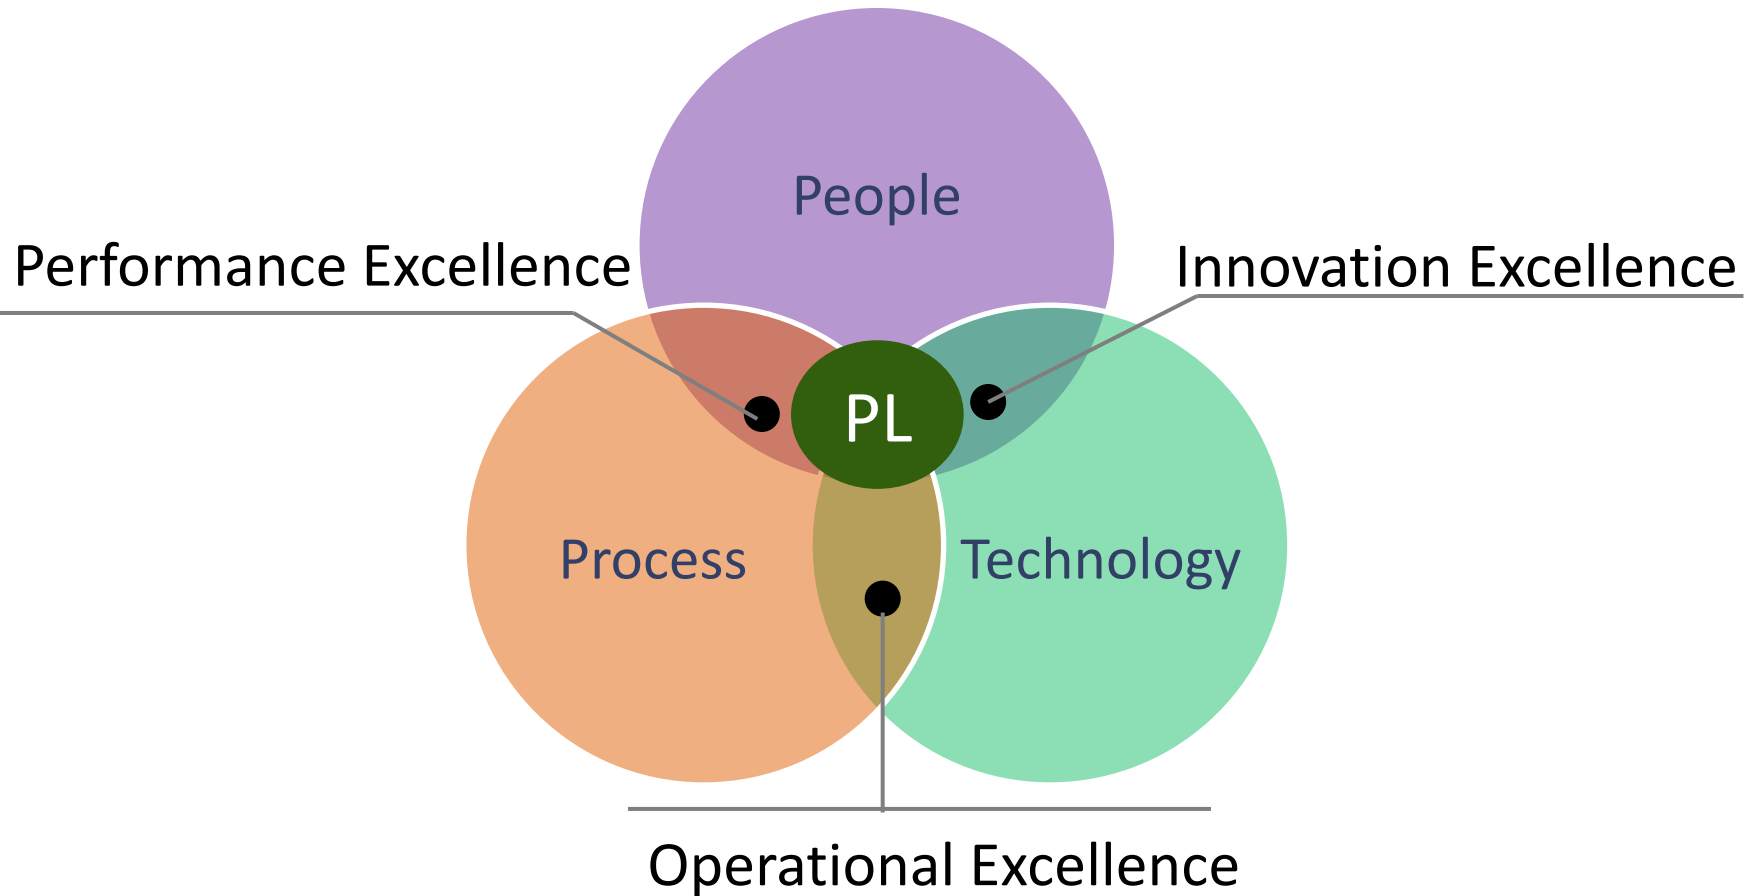 People
Performance Excellence
Innovation Excellence
PL
Process
Technology
Operational Excellence